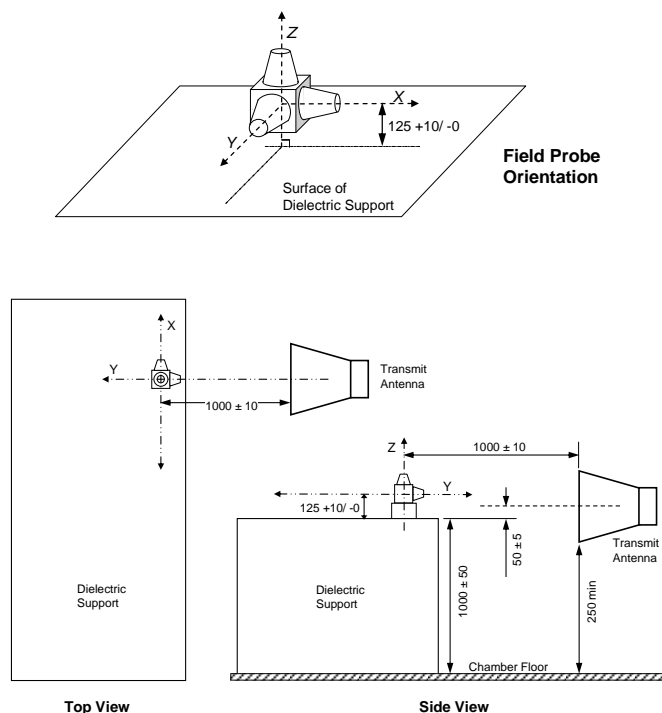 Z
X
Y
125 +10/ -0
Field Probe
Orientation
Surface of
Dielectric Support
X
Y
Transmit
Antenna
1000 ± 10
Z
1000 ± 10
Y
125 +10/ -0
50 ± 5
Transmit
Antenna
Dielectric
Support
Dielectric
Support
1000 ± 50
250 min
Chamber Floor
Top View
Side View